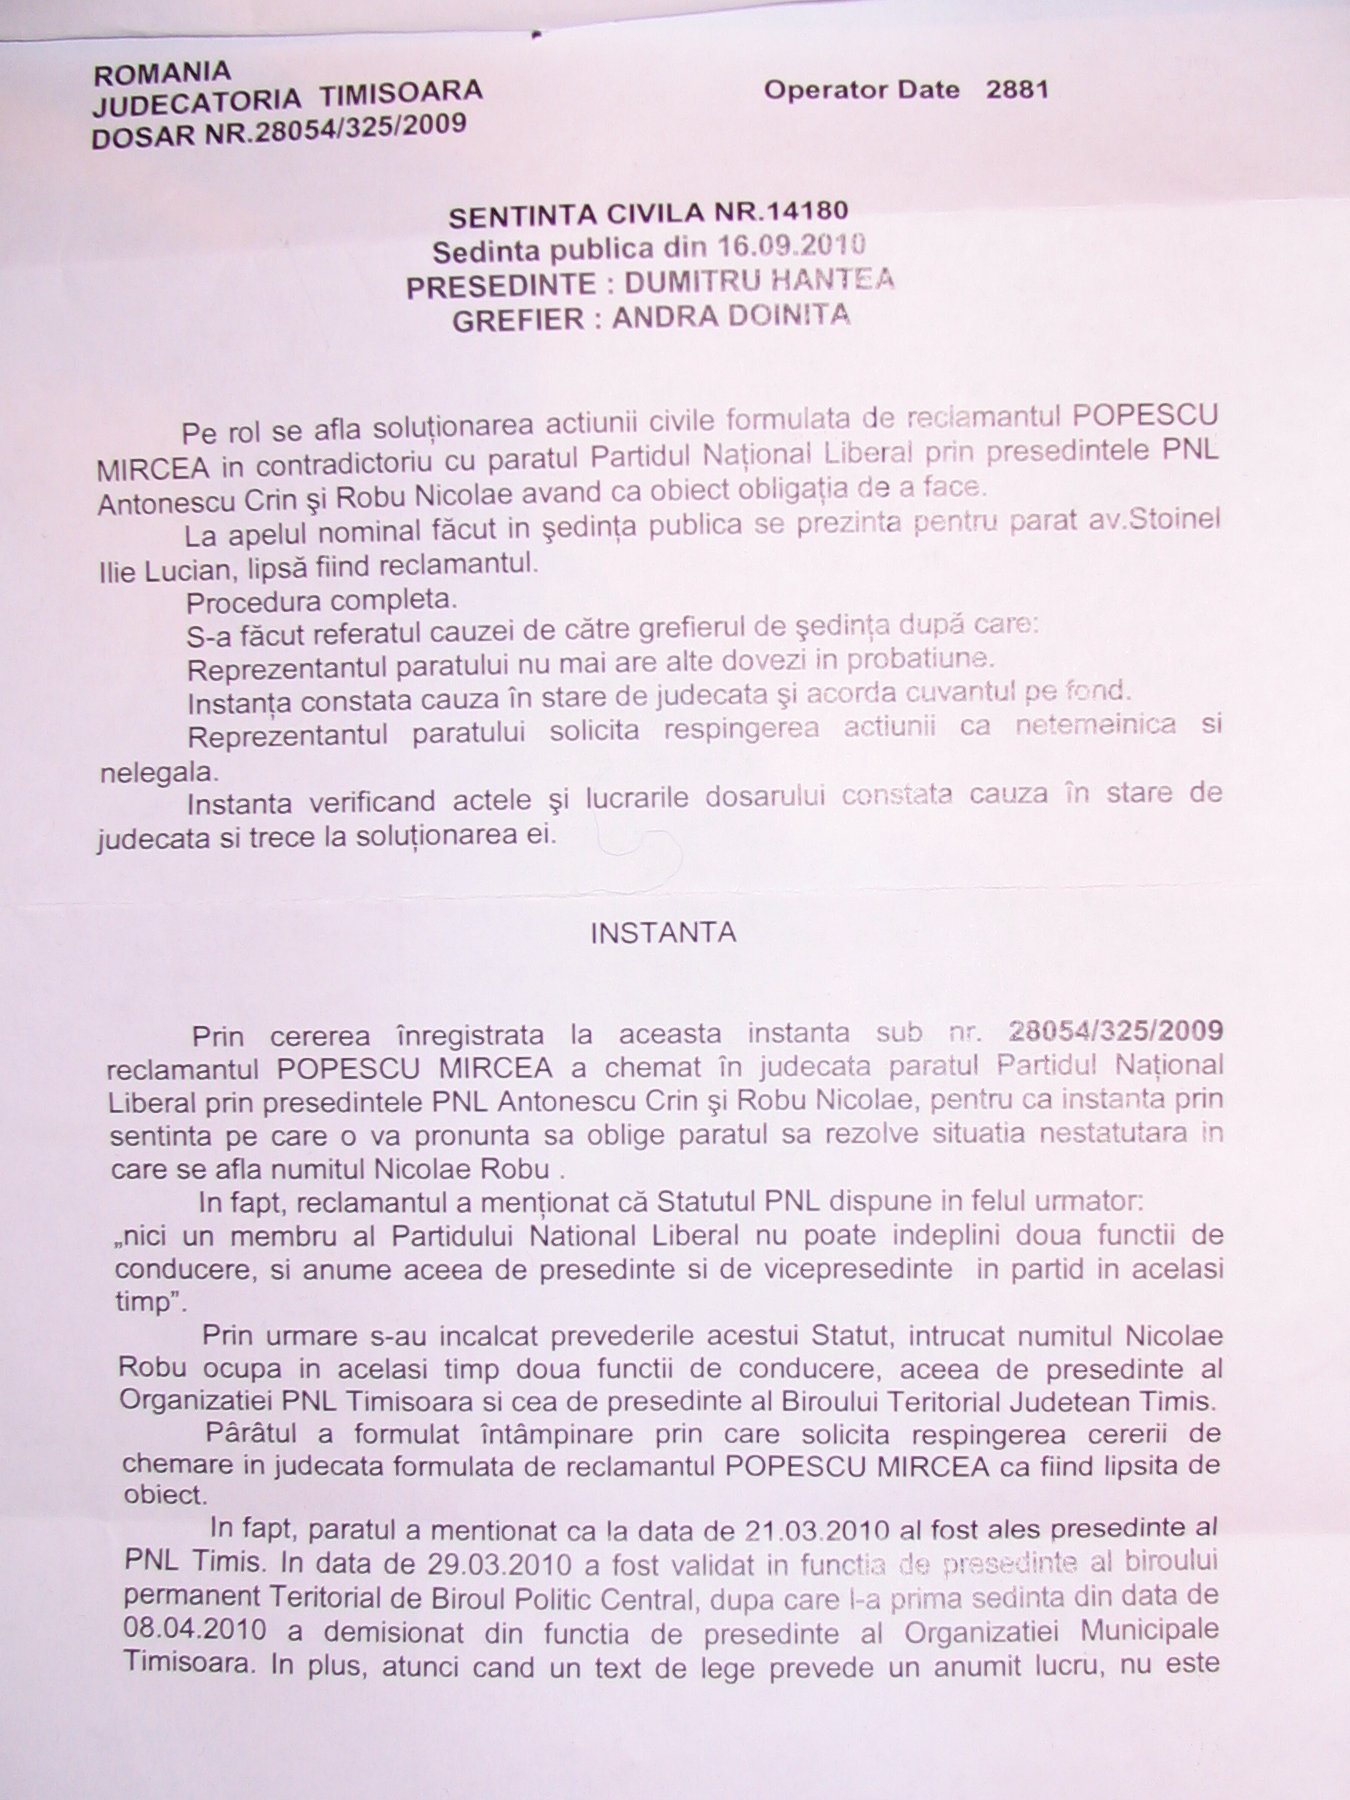 ROMANIA
JUDECATORIA TIMISOARA
Operator Date 2881
DOSAR NR.28054/325/2009
SENTINTA CIVILA NR.14180
Sedinta publica din 16.09.2010
PRESEDINTE : DUMITRU HANTEA
GREFIER : ANDRA DOINITA
Pe rol se afla soluționarea actiunii civile formulata de reclamantul POPESCU
MIRCEA in contradictoriu cu paratul Partidul Național Liberal prin presedintele PNL
Antonescu Crin şi Robu Nicolae avand ca obiect obligația de a face.
La apelul nominal făcut in şedința publica se prezinta pentru parat av.Stoinel
Ilie Lucian, lipsă fiind reclamantul.
Procedura completa.
S-a făcut referatul cauzei de către grefierul de şedința după care:
Reprezentantul paratului nu mai are alte dovezi in probatiune.
Instanța constata cauza în stare de judecata şi acorda cuvantul pe fond.
Reprezentantul paratului solicita respingerea actiunii ca netemeinica si
nelegala.
Instanta verificand actele şi lucrarile dosarului constata cauza în stare de
judecata si trece la soluționarea ei.
INSTANTA
Prin cererea înregistrata la aceasta instanta sub nr. 28054/325/2009
reclamantul POPESCU MIRCEA a chemat în judecata paratul Partidul Național
Liberal prin presedintele PNL Antonescu Crin şi Robu Nicolae, pentru ca instanta prin
sentinta pe care o va pronunta sa oblige paratul sa rezolve situatia nestatutara in
care se afla numitul Nicolae Robu .
In fapt, reclamantul a menționat că Statutul PNL dispune in felul urmator:
„nici un membru al Partidului National Liberal nu poate indeplini doua functii de
conducere, si anume aceea de presedinte si de vicepresedinte in partid in acelasi
timp”.
Prin urmare s-au incalcat prevederile acestui Statut, intrucat numitul Nicolae
Robu ocupa in acelasi timp doua functii de conducere, aceea de presedinte al
Organizatiei PNL Timisoara si cea de presedinte al Biroului Teritorial Judetean Timis.
Pârâtul a formulat întâmpinare prin care solicita respingerea cererii de
chemare in judecata formulata de reclamantul POPESCU MIRCEA ca fiind lipsita de
obiect.
In fapt, paratul a mentionat ca la data de 21.03.2010 al fost ales presedinte al
PNL Timis. In data de 29.03.2010 a fost validat in functia de presedinte al biroului
permanent Teritorial de Biroul Politic Central, dupa care l-a prima sedinta din data de
08.04.2010 a demisionat din functia de presedinte al Organizatiei Municipale
Timisoara. In plus, atunci cand un text de lege prevede un anumit lucru, nu este